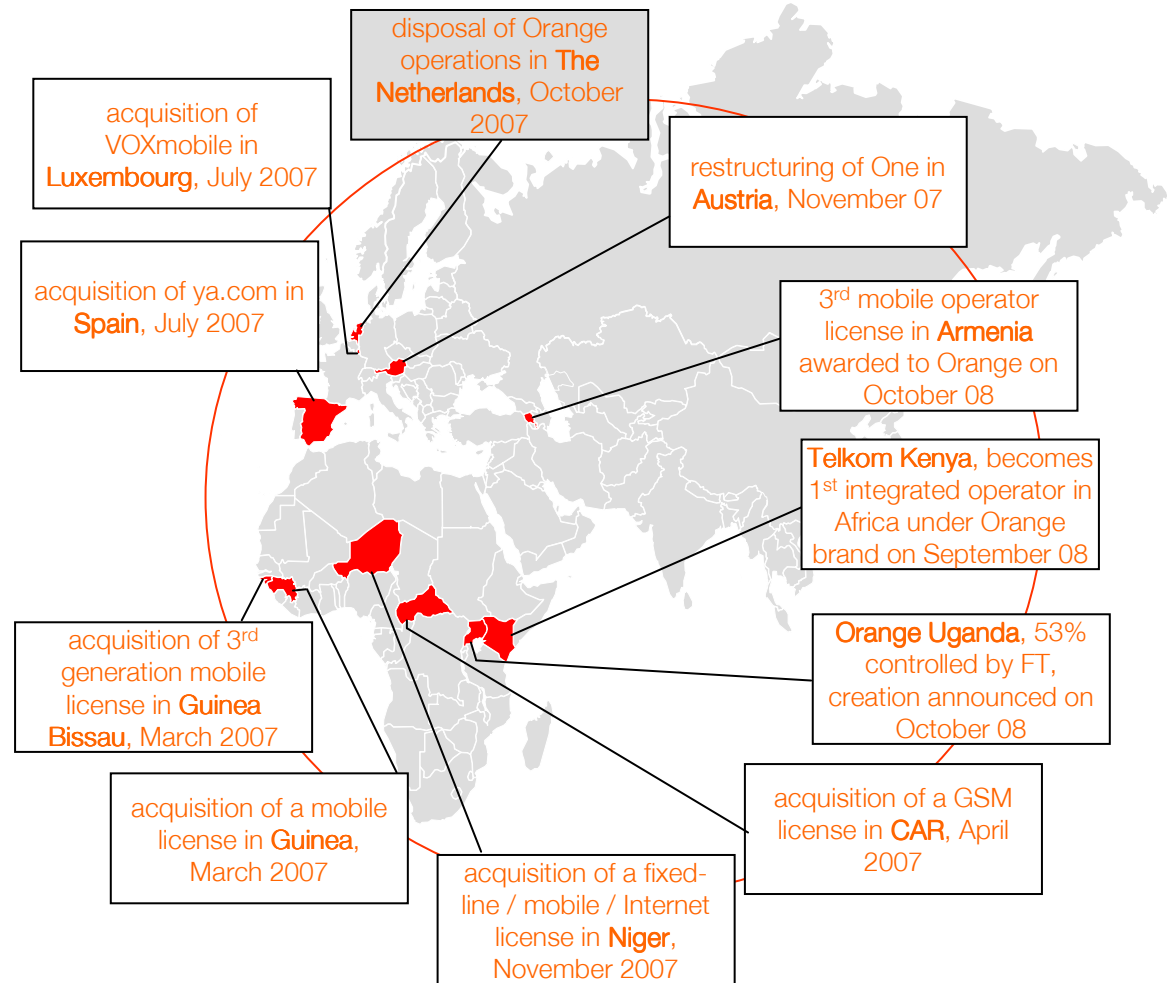 disposal of Orange
operations in The
Netherlands, October
2007
acquisition of
VOXmobile in
Luxembourg, July 2007
restructuring of One in
Austria, November 07
acquisition of ya.com in
Spain, July 2007
3rd mobile operator
license in Armenia
awarded to Orange on
October 08
Telkom Kenya, becomes
1st integrated operator in
Africa under Orange
brand on September 08
Orange Uganda, 53%
controlled by FT,
creation announced on
October 08
acquisition of 3rd
generation mobile
license in Guinea
Bissau, March 2007
acquisition of a mobile
license in Guinea,
March 2007
acquisition of a GSM
license in CAR, April
2007
acquisition of a fixed-
line / mobile / Internet
license in Niger,
November 2007